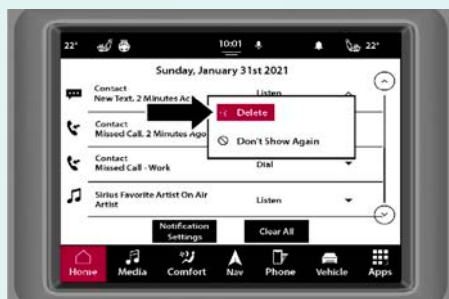 22° 10:01 22°
Sunday, January 31st 2021
Contact
New Text, 2 Minutes Listen
Delete
Contact
Missed Call, 2 Minutes Ago
Don't Show Again
Contact
Missed Call - Work Dial
Sirius Favorite Artist On Air
Artist Listen
Notification
Settings
Clear All
Home Media Comfort Nav Phone Vehicle Apps